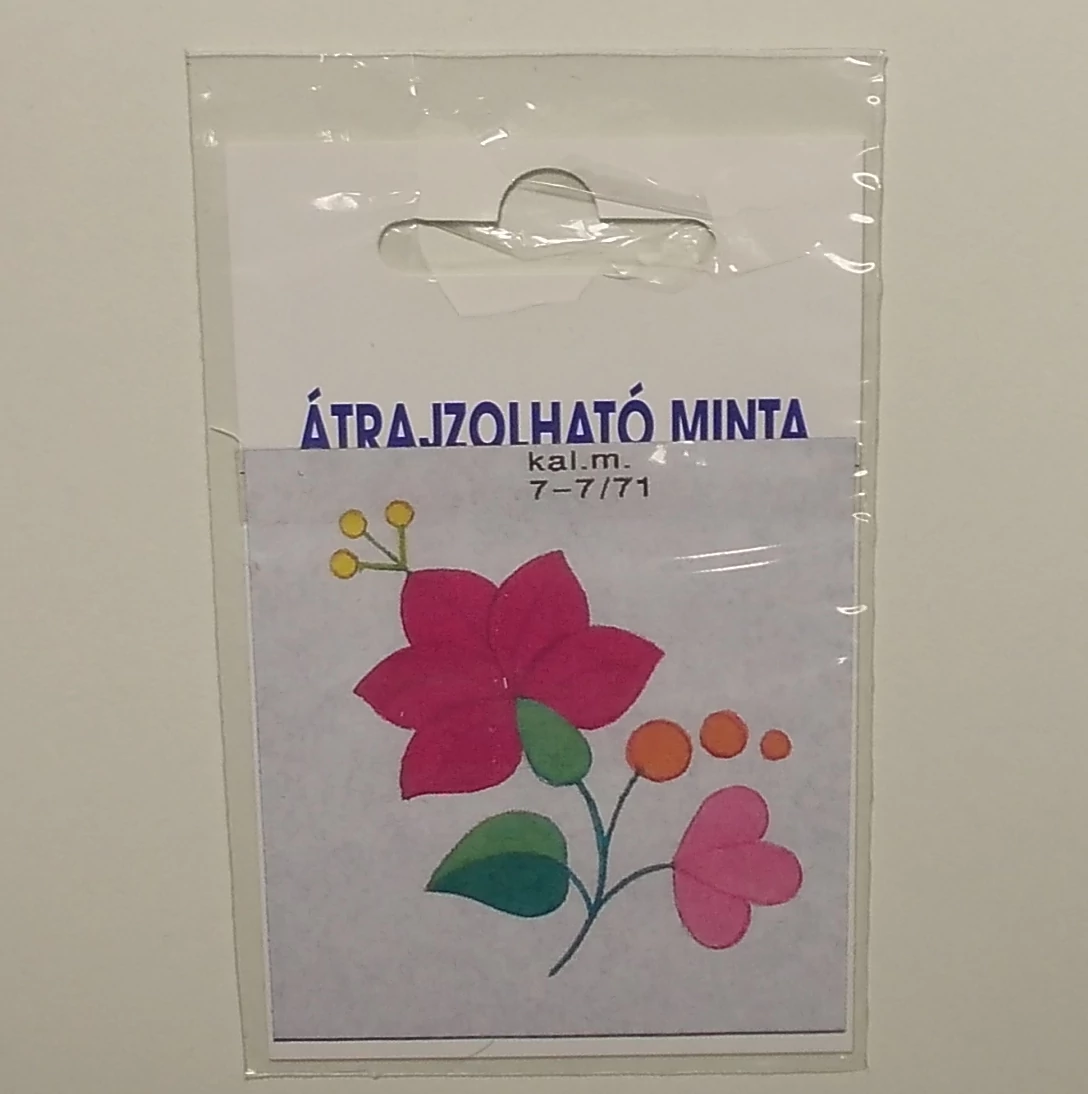 ÁTRAJZOLHATÓ MINTA
kal.m.
7-7/71